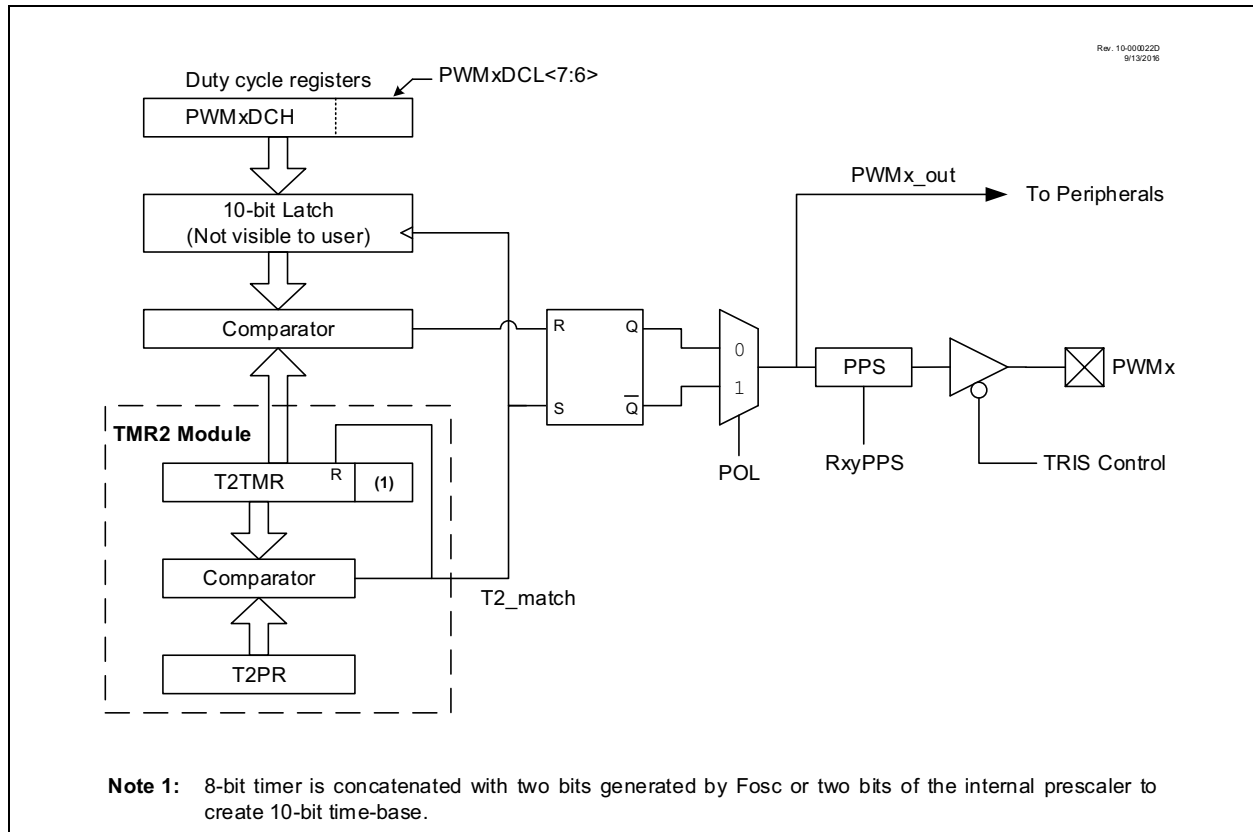 Rev. 10-000022D
9/13/2016
Duty cycle registers
PWMxDCL<7:6>
PWMxDCH
10-bit Latch
(Not visible to user)
Comparator
R
Q
S
Q̅
0
1
POL
PWMx_out
To Peripherals
PPS
RxyPPS
PWMx
TRIS Control
TMR2 Module
T2TMR
R
(1)
Comparator
T2_match
T2PR
Note 1: 8-bit timer is concatenated with two bits generated by Fosc or two bits of the internal prescaler to
create 10-bit time-base.